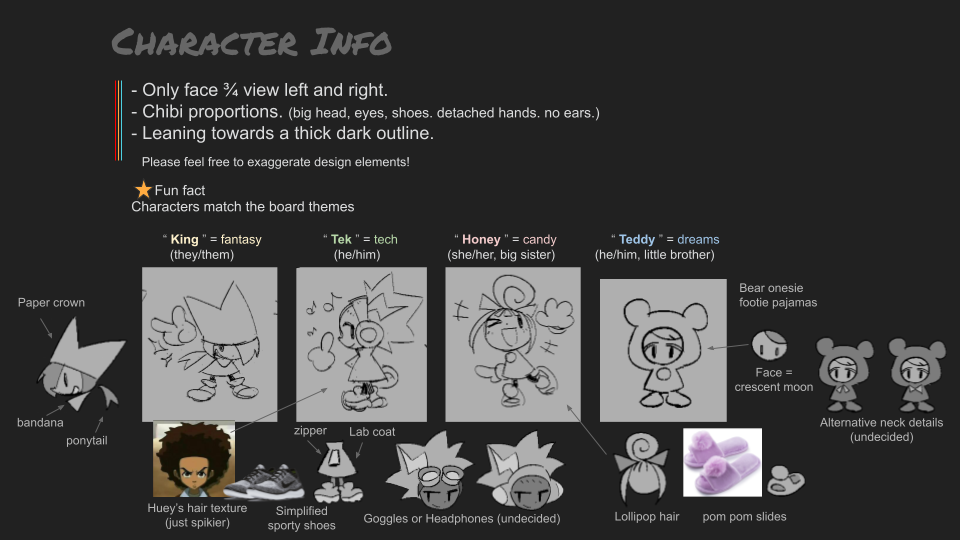 Character Info
- Only face ¾ view left and right.
- Chibi proportions. (big head, eyes, shoes. detached hands. no ears.)
- Leaning towards a thick dark outline.
Please feel free to exaggerate design elements!
Fun fact
Characters match the board themes
“ King ” = fantasy
(they/them)
“ Tek ” = tech
(he/him)
“ Honey ” = candy
(she/her, big sister)
“ Teddy ” = dreams
(he/him, little brother)
Paper crown
bandana
ponytail
Bear onesie
footie pajamas
Face =
crescent moon
Alternative neck details
(undecided)
zipper
Lab coat
Huey's hair texture
(just spikier)
Simplified
sporty shoes
Goggles or Headphones (undecided)
Lollipop hair
pom pom slides